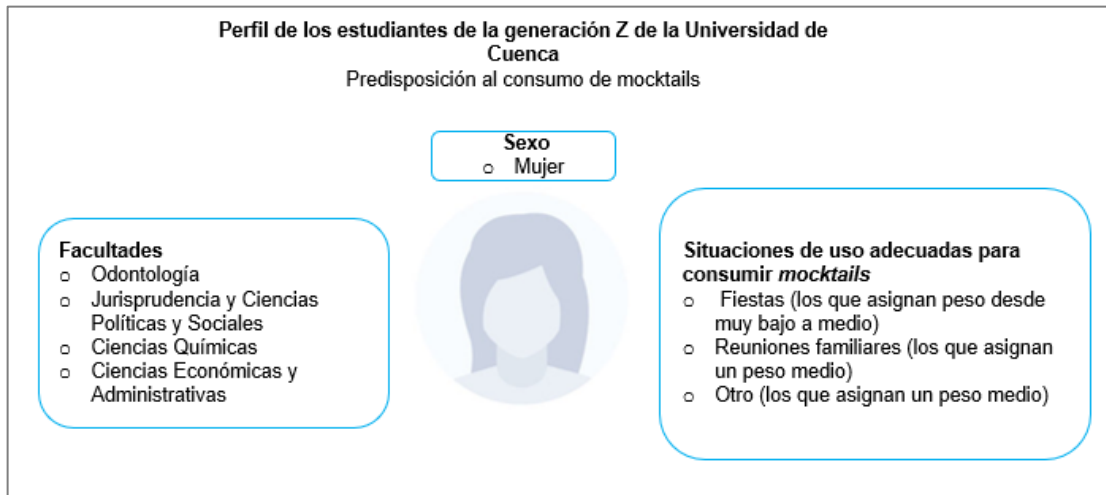 Perfil de los estudiantes de la generación Z de la Universidad de
Cuenca
Predisposición al consumo de mocktails
Sexo
o Mujer
Facultades
o Odontología
o Jurisprudencia y Ciencias
Políticas y Sociales
o Ciencias Químicas
o Ciencias Económicas y
Administrativas
Situaciones de uso adecuadas para
consumir mocktails
o Fiestas (los que asignan peso desde
muy bajo a medio)
o Reuniones familiares (los que asignan
un peso medio)
o Otro (los que asignan un peso medio)